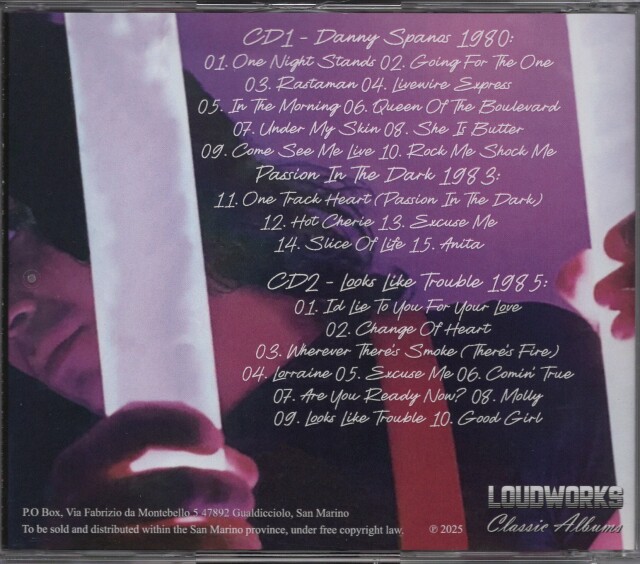 CD1 - Danny Spanos 1980:
01. One Night Stands 02. Going For The One
03. Rastaman 04. Livewire Express
05. In The Morning 06. Queen Of The Boulevard
07. Under My Skin 08. She Is Butter
09. Come See Me Live 10. Rock Me Shock Me
Passion In The Dark 1983:
11. One Track Heart (Passion In The Dark)
12. Hot Cherie 13. Excuse Me
14. Slice Of Life 15. Anita
CD2 - Looks Like Trouble 1985:
01. I'd Lie To You For Your Love
02. Change Of Heart
03. Wherever There's Smoke (There's Fire)
04. Lorraine 05. Excuse Me 06. Comin' True
07. Are You Ready Now? 08. Molly
09. Looks Like Trouble 10. Good Girl
LOUDWORKS
Classic Albums
P.O Box, Via Fabrizio da Montebello 5 47892 Gualdicciolo, San Marino
To be sold and distributed within the San Marino province, under free copyright law,
℗ 2025